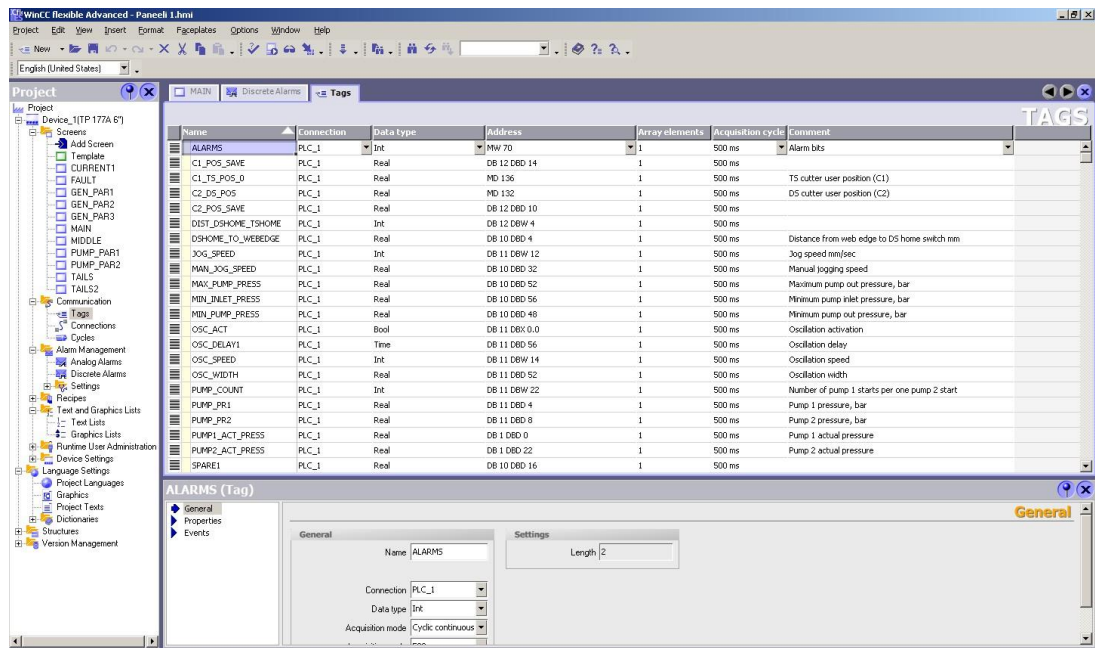 WinCC flexible Advanced - Paneeli 1.hmi
Project Edit View Insert Format Faceplates Options Window Help
New
English (United States)
Project
Project
Device_1(TP 177A 6")
Screens
Add Screen
Template
CURRENT1
FAULT
GEN_PAR1
GEN_PAR2
GEN_PAR3
MAIN
MIDDLE
PUMP_PAR1
PUMP_PAR2
TAILS
TAILS2
Communication
Tags
Connections
Cycles
Alarm Management
Analog Alarms
Discrete Alarms
Settings
Recipes
Text and Graphics Lists
Text Lists
Graphics Lists
Runtime User Administration
Device Settings
Language Settings
Project Languages
Graphics
Project Texts
Dictionaries
Structures
Version Management
MAIN Discrete Alarms Tags
TAGS
Name Connection Data type Address Array elements Acquisition cycle Comment
ALARMS PLC_1 Int MW 70 1 500 ms Alarm bits
C1_POS_SAVE PLC_1 Real DB 12 DBD 14 1 500 ms
C1_TS_POS_0 PLC_1 Real MD 136 1 500 ms TS cutter user position (C1)
C2_DS_POS PLC_1 Real MD 132 1 500 ms DS cutter user position (C2)
C2_POS_SAVE PLC_1 Real DB 12 DBD 10 1 500 ms
DIST_DSHOME_TSHOME PLC_1 Int DB 12 DBW 4 1 500 ms
DSHOME_TO_WEBEDGE PLC_1 Real DB 10 DBD 4 1 500 ms Distance from web edge to DS home switch mm
JOG_SPEED PLC_1 Int DB 11 DBW 12 1 500 ms Jog speed mm/sec
MAN_JOG_SPEED PLC_1 Real DB 10 DBD 32 1 500 ms Manual jogging speed
MAX_PUMP_PRESS PLC_1 Real DB 10 DBD 52 1 500 ms Maximum pump out pressure, bar
MIN_INLET_PRESS PLC_1 Real DB 10 DBD 56 1 500 ms Minimum pump inlet pressure, bar
MIN_PUMP_PRESS PLC_1 Real DB 10 DBD 48 1 500 ms Minimum pump out pressure, bar
OSC_ACT PLC_1 Bool DB 11 DBX 0.0 1 500 ms Oscillation activation
OSC_DELAY1 PLC_1 Time DB 11 DBD 56 1 500 ms Oscillation delay
OSC_SPEED PLC_1 Int DB 11 DBW 14 1 500 ms Oscillation speed
OSC_WIDTH PLC_1 Real DB 11 DBD 52 1 500 ms Oscillation width
PUMP_COUNT PLC_1 Int DB 11 DBW 22 1 500 ms Number of pump 1 starts per one pump 2 start
PUMP_PR1 PLC_1 Real DB 11 DBD 4 1 500 ms Pump 1 pressure, bar
PUMP_PR2 PLC_1 Real DB 11 DBD 8 1 500 ms Pump 2 pressure, bar
PUMP1_ACT_PRESS PLC_1 Real DB 1 DBD 0 1 500 ms Pump 1 actual pressure
PUMP2_ACT_PRESS PLC_1 Real DB 1 DBD 22 1 500 ms Pump 2 actual pressure
SPARE1 PLC_1 Real DB 10 DBD 16 1 500 ms
ALARMS (Tag)
General
General
Properties
Events
General
Settings
Name ALARMS
Length 2
Connection PLC_1
Data type Int
Acquisition mode Cyclic continuous